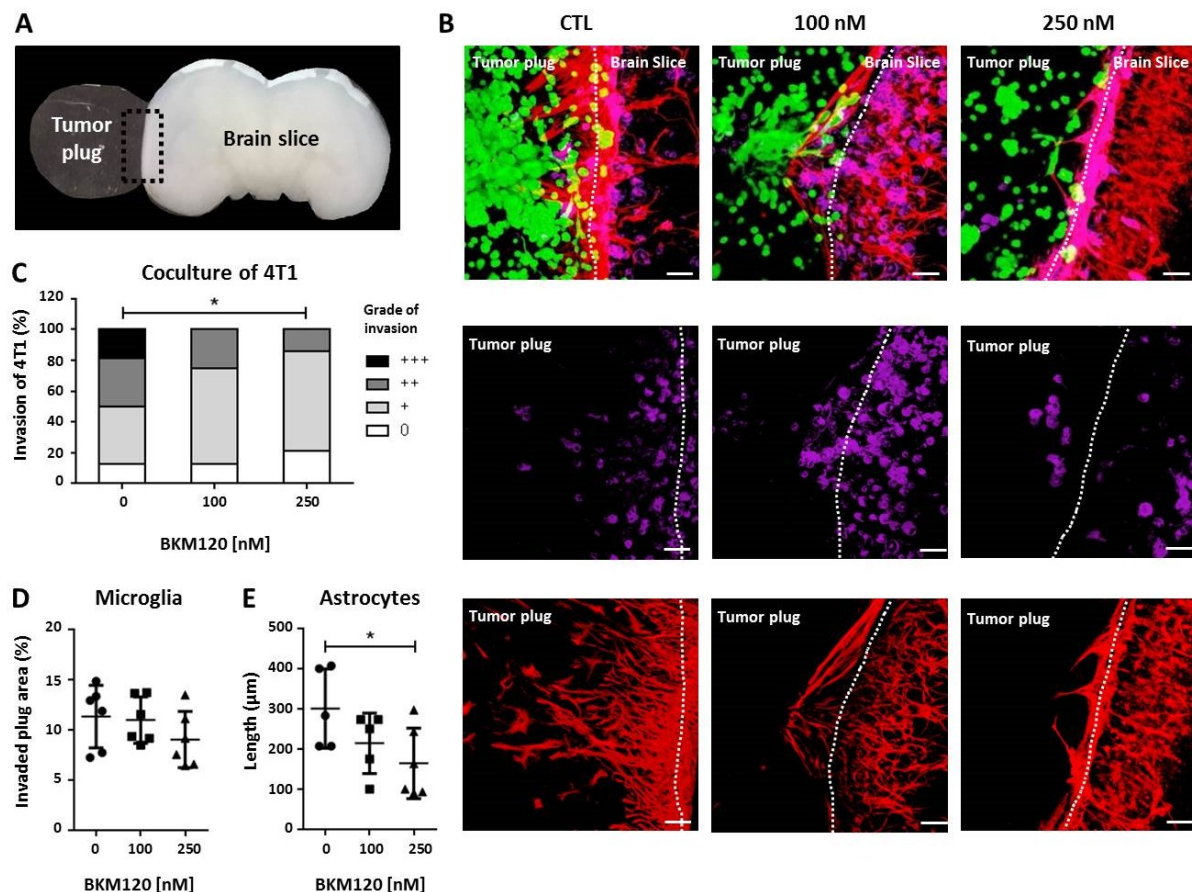 A
Tumor
plug
Brain slice
B
CTL
100 nM
250 nM
Tumor plug
Brain Slice
Tumor plug
Brain Slice
Tumor plug
Brain Slice
Tumor plug
Tumor plug
Tumor plug
Tumor plug
Tumor plug
Tumor plug
C
Coculture of 4T1
Invasion of 4T1 (%)
120
100
80
60
40
20
0
*
Grade of
invasion
+++
++
+
0
0
100
250
BKM120 [nM]
D
Microglia
Invaded plug area (%)
20
15
10
5
0
0
100
250
BKM120 [nM]
E
Astrocytes
Length (µm)
500
400
300
200
100
0
*
0
100
250
BKM120 [nM]